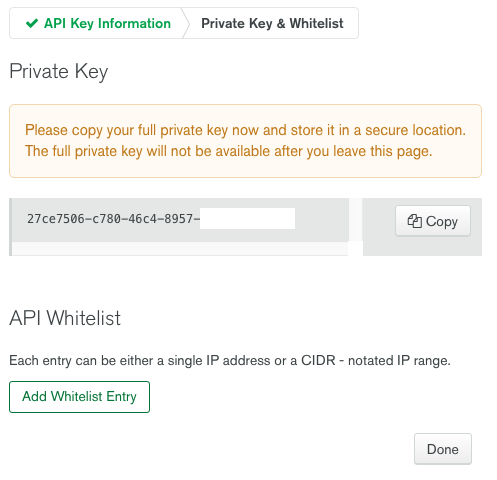 API Key Information
Private Key & Whitelist
Private Key
Please copy your full private key now and store it in a secure location.
The full private key will not be available after you leave this page.
27ce7506-c780-46c4-8957-
Copy
API Whitelist
Each entry can be either a single IP address or a CIDR - notated IP range.
Add Whitelist Entry
Done